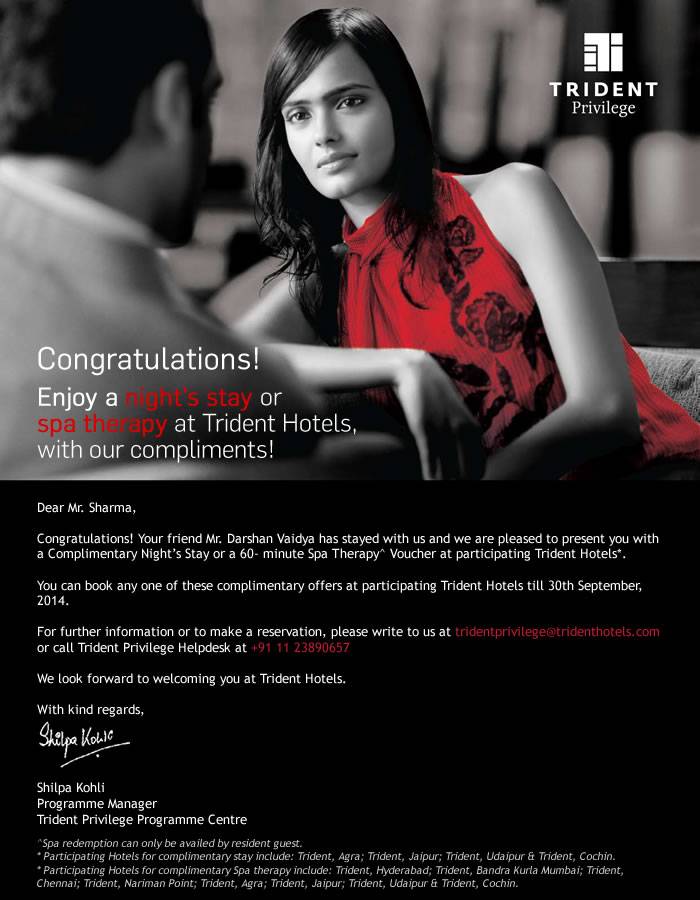 TRIDENT
Privilege
Congratulations!
Enjoy a night's stay or
spa therapy at Trident Hotels,
with our compliments!
Dear Mr. Sharma,
Congratulations! Your friend Mr. Darshan Vaidya has stayed with us and we are pleased to present you with
a Complimentary Night's Stay or a 60- minute Spa Therapy^ Voucher at participating Trident Hotels*.
You can book any one of these complimentary offers at participating Trident Hotels till 30th September,
2014.
For further information or to make a reservation, please write to us at tridentprivilege@tridenthotels.com
or call Trident Privilege Helpdesk at +91 11 23890657
We look forward to welcoming you at Trident Hotels.
With kind regards,
Shilpa Kohli
Shilpa Kohli
Programme Manager
Trident Privilege Programme Centre
^Spa redemption can only be availed by resident guest.
* Participating Hotels for complimentary stay include: Trident, Agra; Trident, Jaipur; Trident, Udaipur & Trident, Cochin.
* Participating Hotels for complimentary Spa therapy include: Trident, Hyderabad; Trident, Bandra Kurla Mumbai; Trident,
Chennai; Trident, Nariman Point; Trident, Agra; Trident, Jaipur; Trident, Udaipur & Trident, Cochin.